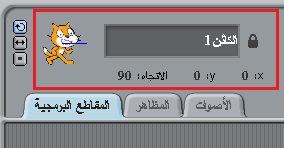 الكائن1
x: 0 y: 0 الاتجاه: 90
المقاطع البرمجية المظاهر الأصوات